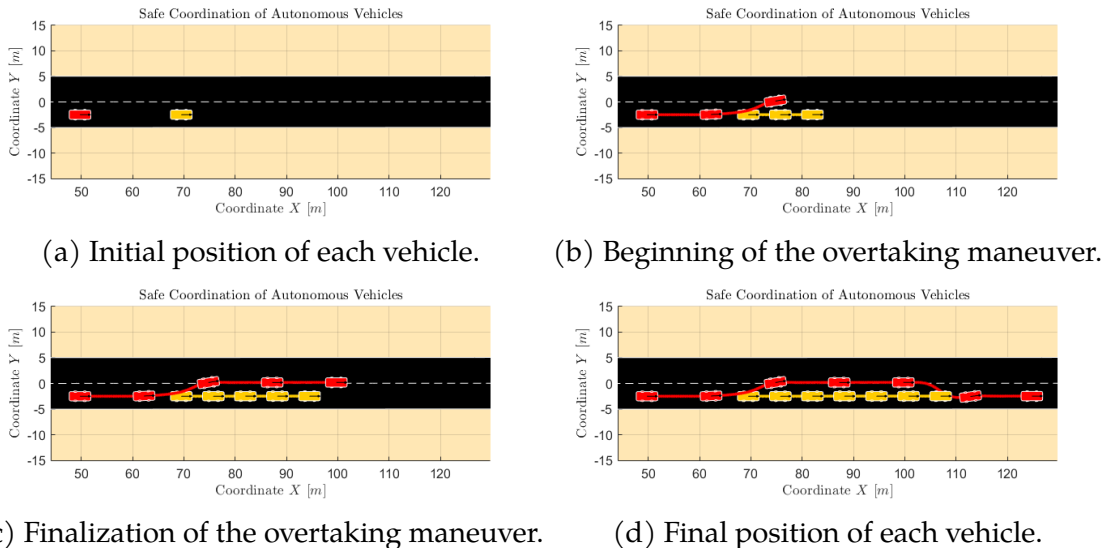 Safe Coordination of Autonomous Vehicles
15
10
5
0
-5
-10
-15
Coordinate Y [m]
50 60 70 80 90 100 110 120
Coordinate X [m]
(a) Initial position of each vehicle.
Safe Coordination of Autonomous Vehicles
15
10
5
0
-5
-10
-15
Coordinate Y [m]
50 60 70 80 90 100 110 120
Coordinate X [m]
(b) Beginning of the overtaking maneuver.
Safe Coordination of Autonomous Vehicles
15
10
5
0
-5
-10
-15
Coordinate Y [m]
50 60 70 80 90 100 110 120
Coordinate X [m]
) Finalization of the overtaking maneuver.
Safe Coordination of Autonomous Vehicles
15
10
5
0
-5
-10
-15
Coordinate Y [m]
50 60 70 80 90 100 110 120
Coordinate X [m]
(d) Final position of each vehicle.